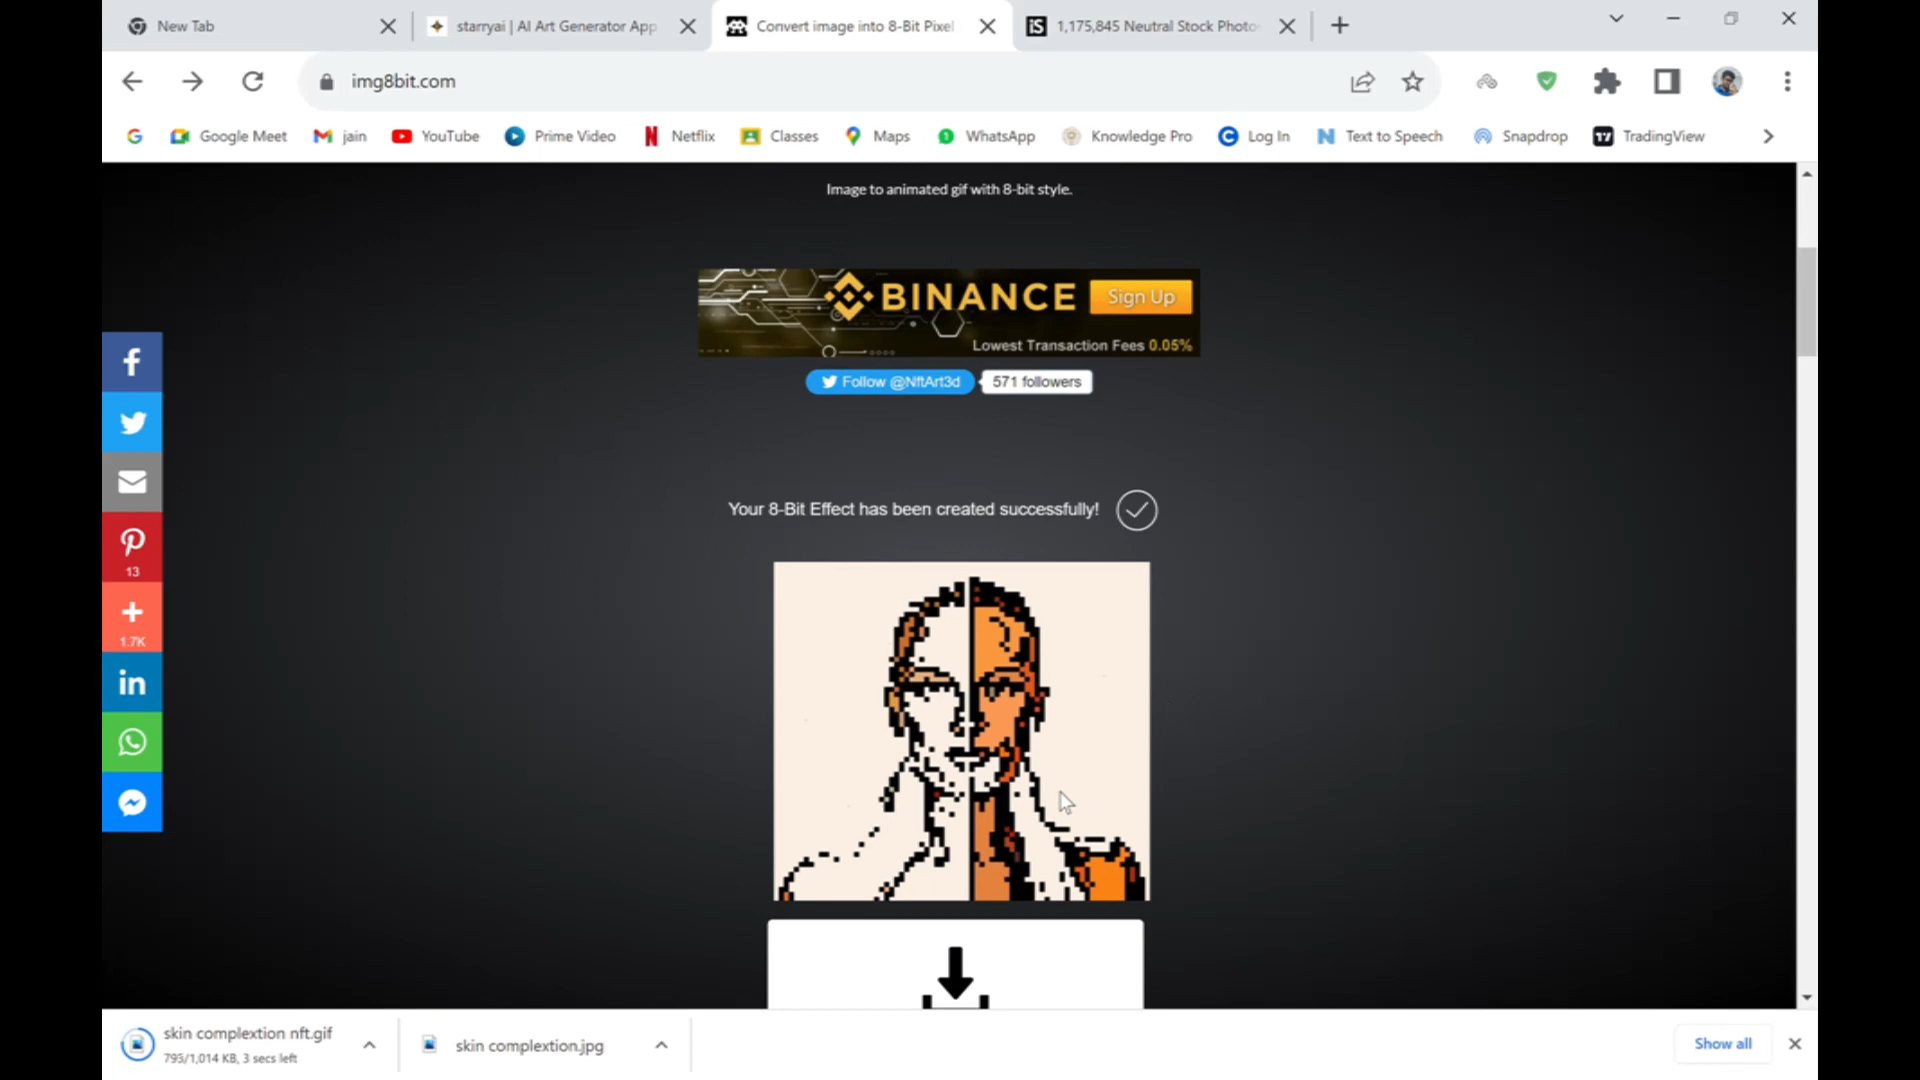 New Tab
starryai | AI Art Generator App
Convert image into 8-Bit Pixel
iS
1,175,845 Neutral Stock Photo
img8bit.com
Google Meet
jain
YouTube
Prime Video
Netflix
Classes
Maps
WhatsApp
Knowledge Pro
Log In
Text to Speech
Snapdrop
TradingView
Image to animated gif with 8-bit style.
BINANCE
Sign Up
Lowest Transaction Fees 0.05%
Follow @NftArt3d
571 followers
13
1.7K
Your 8-Bit Effect has been created successfully!
skin complextion nft.gif
793/1,014 KB, 3 secs left
skin complextion.jpg
Show all